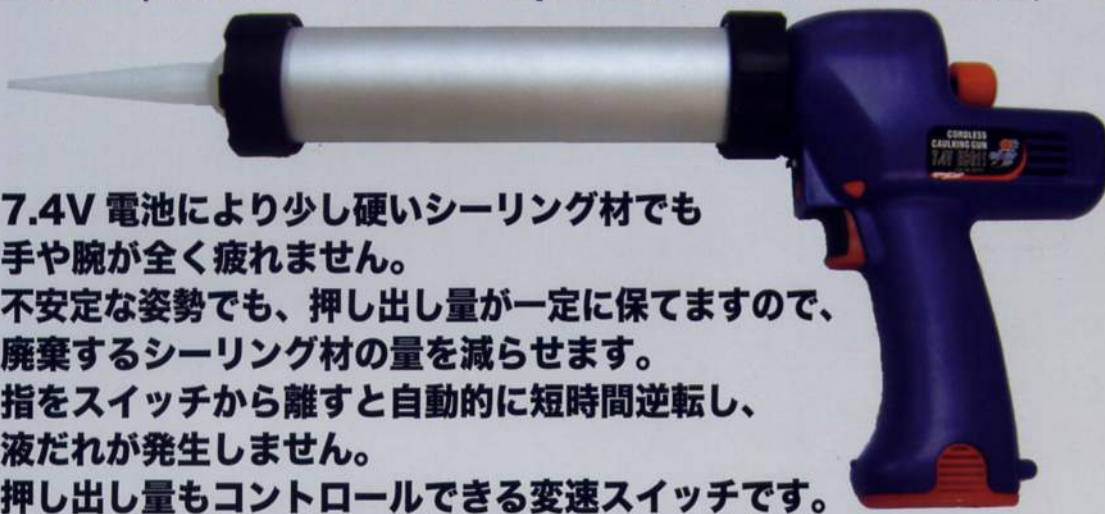 CORDLESS
CAULKING GUN
7.4V
7.4V 電池により少し硬いシーリング材でも
手や腕が全く疲れません。
不安定な姿勢でも、押し出し量が一定に保てますので、
廃棄するシーリング材の量を減らせます。
指をスイッチから離すと自動的に短時間逆転し、
液だれが発生しません。
押し出し量もコントロールできる変速スイッチです。